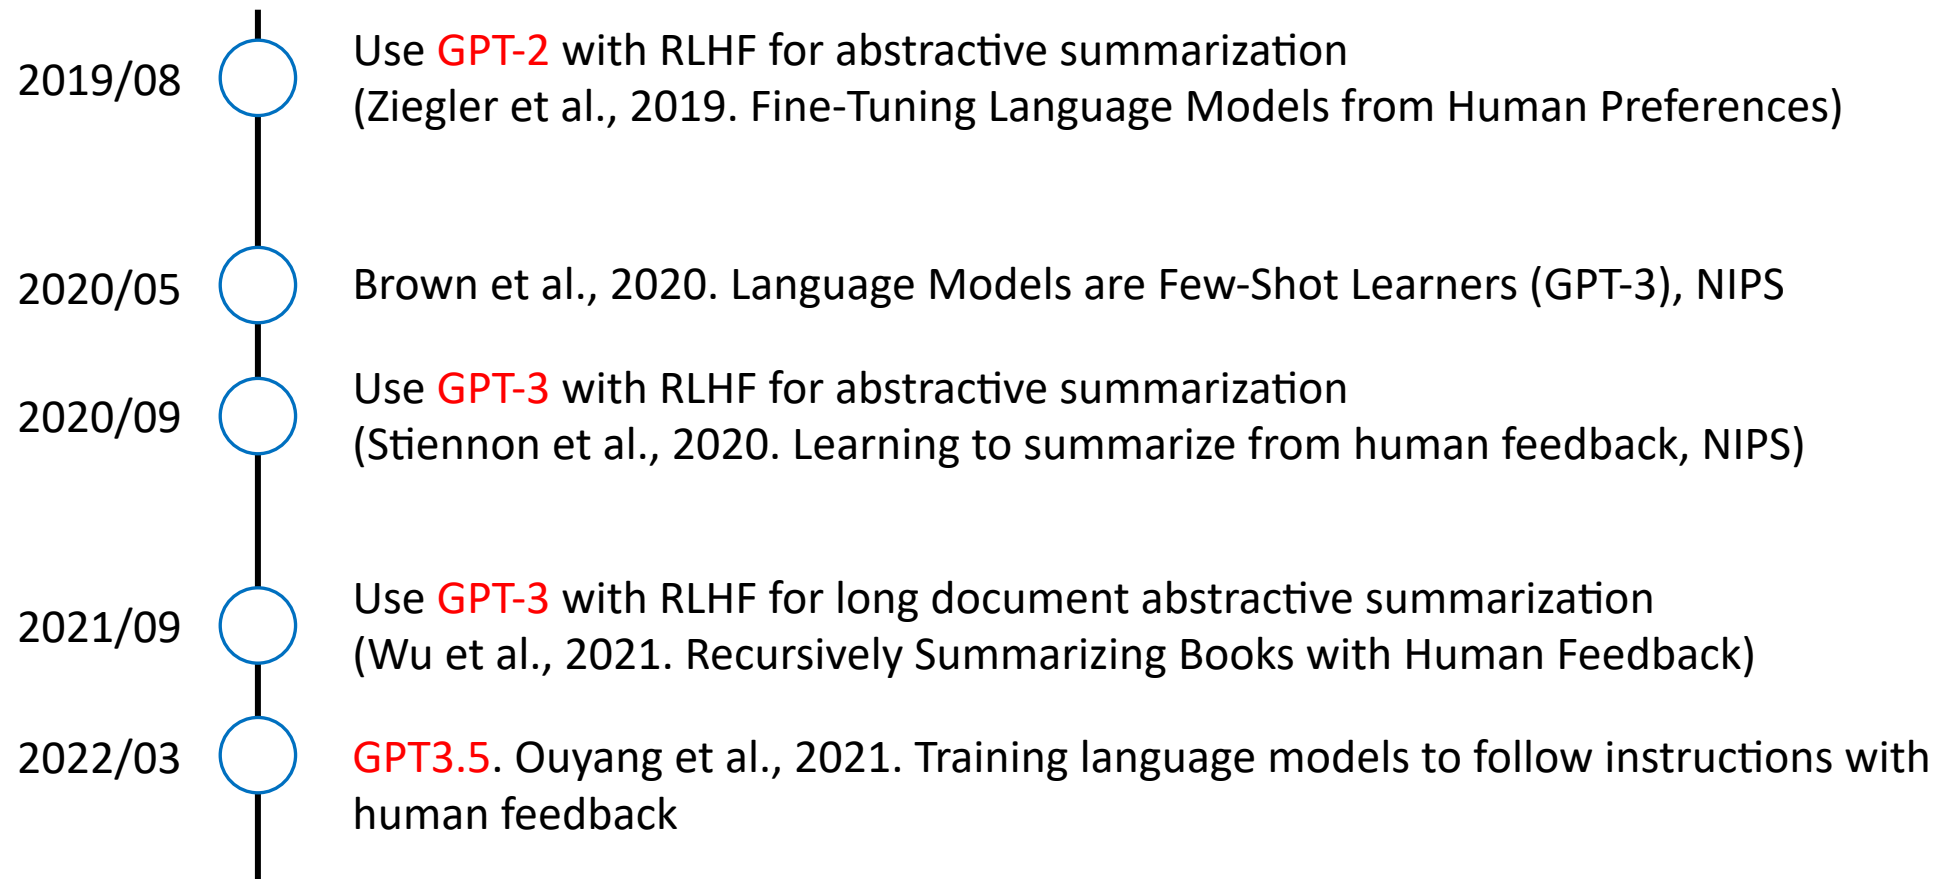 2019/08
Use GPT-2 with RLHF for abstractive summarization
(Ziegler et al., 2019. Fine-Tuning Language Models from Human Preferences)
2020/05
Brown et al., 2020. Language Models are Few-Shot Learners (GPT-3), NIPS
2020/09
Use GPT-3 with RLHF for abstractive summarization
(Stiennon et al., 2020. Learning to summarize from human feedback, NIPS)
2021/09
Use GPT-3 with RLHF for long document abstractive summarization
(Wu et al., 2021. Recursively Summarizing Books with Human Feedback)
2022/03
GPT3.5. Ouyang et al., 2021. Training language models to follow instructions with
human feedback